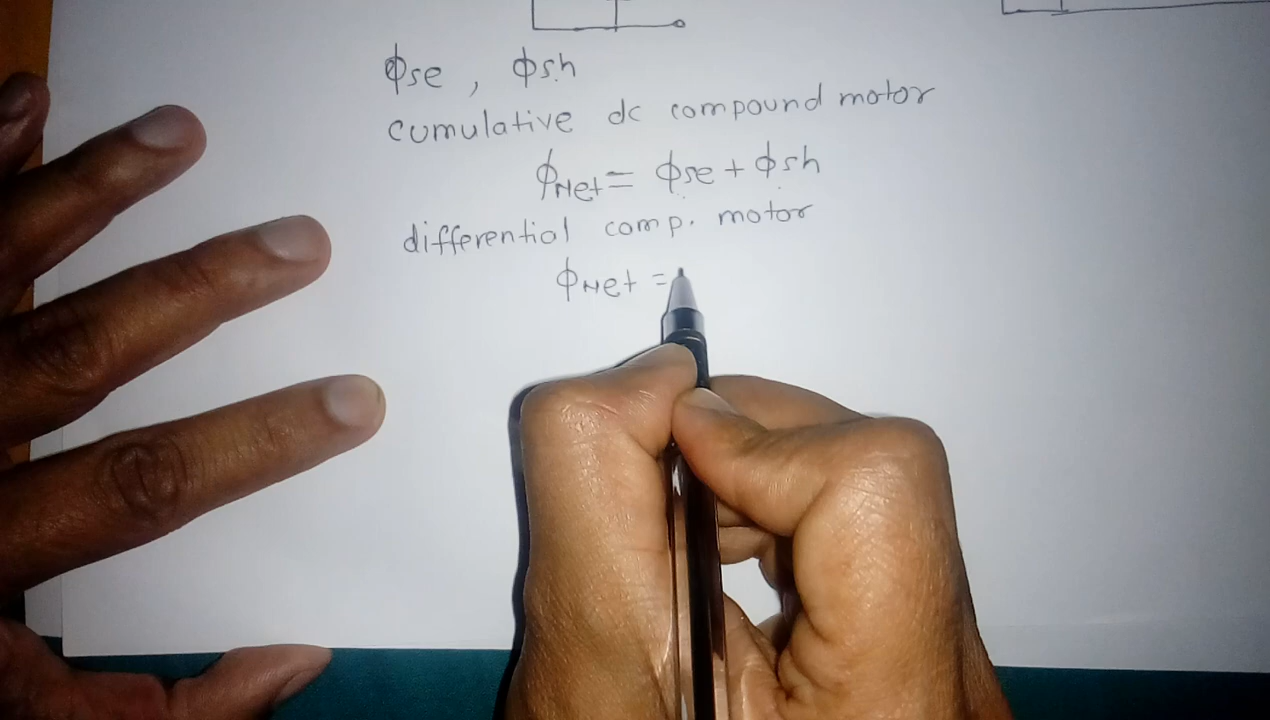 ϕse , ϕsh
cumulative dc compound motor
ϕNet = ϕse + ϕsh
differential comp. motor
ϕNet =